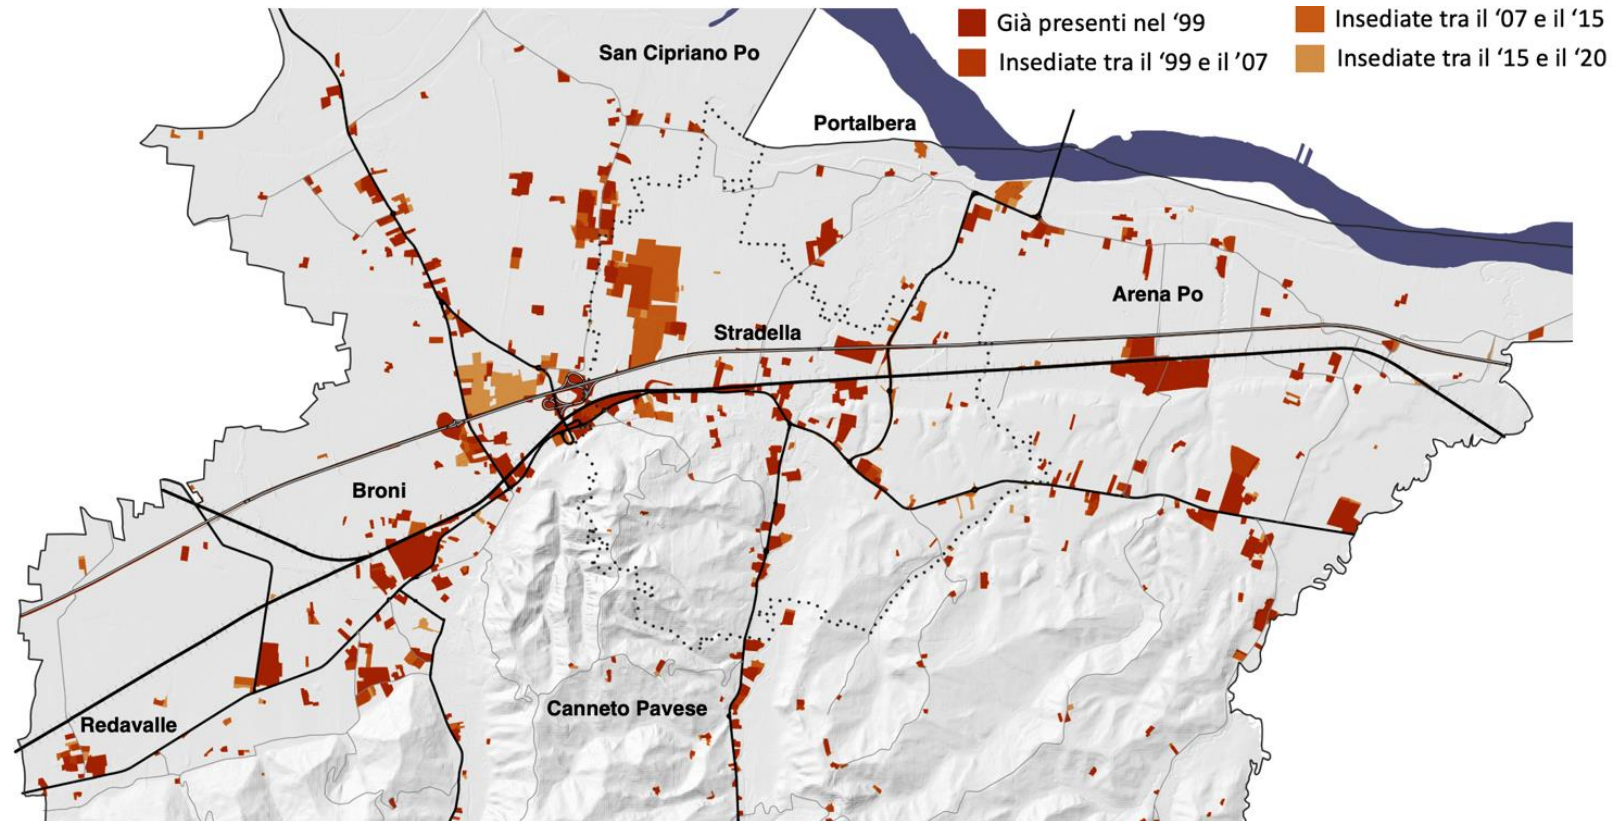 Già presenti nel ‘99
Insediate tra il ‘07 e il ‘15
Insediate tra il ‘99 e il ’07
Insediate tra il ‘15 e il ‘20
San Cipriano Po
Portalbera
Arena Po
Stradella
Broni
Canneto Pavese
Redavalle